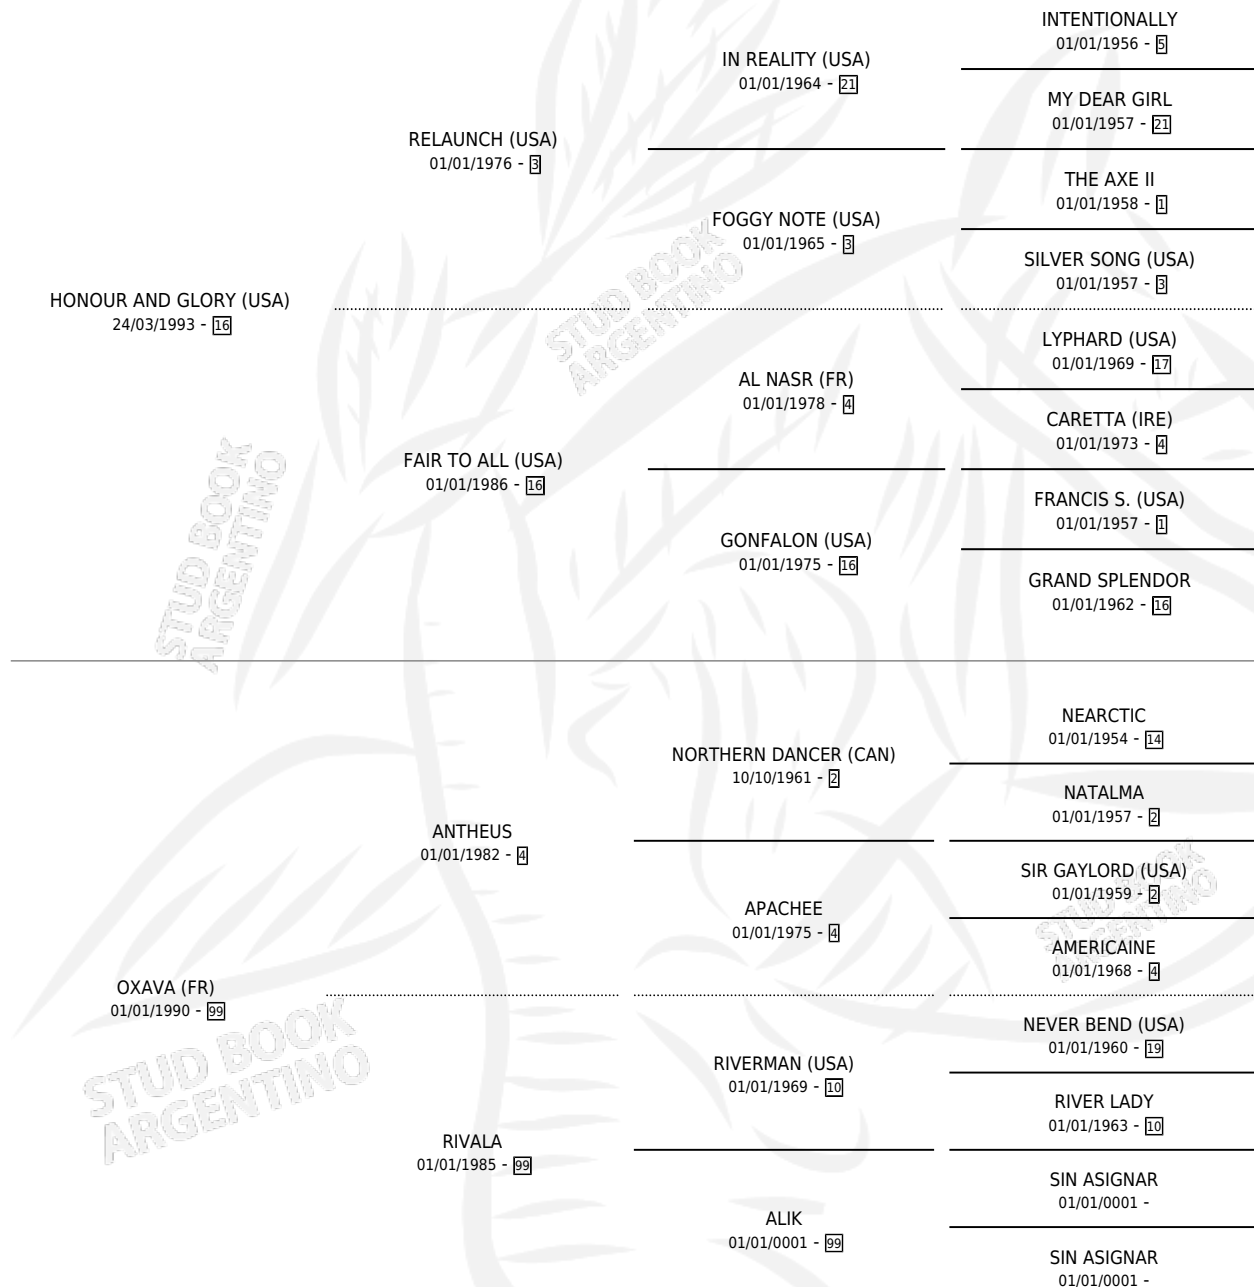 INTENTIONALLY
01/01/1956 - 5
IN REALITY (USA)
01/01/1964 - 21
MY DEAR GIRL
01/01/1957 - 21
RELAUNCH (USA)
01/01/1976 - 3
THE AXE II
01/01/1958 - 1
FOGGY NOTE (USA)
01/01/1965 - 3
SILVER SONG (USA)
01/01/1957 - 3
HONOUR AND GLORY (USA)
24/03/1993 - 16
STUD BOOK
ARGENTINO
LYPHARD (USA)
01/01/1969 - 17
AL NASR (FR)
01/01/1978 - 4
CARETTA (IRE)
01/01/1973 - 4
FAIR TO ALL (USA)
01/01/1986 - 16
FRANCIS S. (USA)
01/01/1957 - 1
GONFALON (USA)
01/01/1975 - 16
GRAND SPLENDOR
01/01/1962 - 16
STUD BOOK
ARGENTINO
NEARCTIC
01/01/1954 - 14
NORTHERN DANCER (CAN)
10/10/1961 - 2
NATALMA
01/01/1957 - 2
ANTHEUS
01/01/1982 - 4
SIR GAYLORD (USA)
01/01/1959 - 2
APACHEE
01/01/1975 - 4
STUD BOOK
ARGENTINO
AMERICAINE
01/01/1968 - 4
OXAVA (FR)
01/01/1990 - 99
NEVER BEND (USA)
01/01/1960 - 19
RIVERMAN (USA)
01/01/1969 - 10
RIVER LADY
01/01/1963 - 10
STUD BOOK
ARGENTINO
RIVALA
01/01/1985 - 99
SIN ASIGNAR
01/01/0001 -
ALIK
01/01/0001 - 99
SIN ASIGNAR
01/01/0001 -